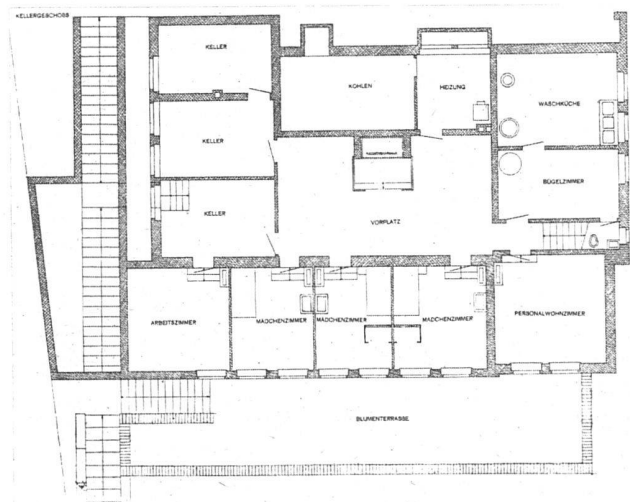 KELLERGESCHOSS
KELLER
KOHLEN
HEIZUNG
WASCHKÜCHE
KELLER
BÜGELZIMMER
KELLER
VORPLATZ
ARBEITSZIMMER
MÄDCHENZIMMER
MÄDCHENZIMMER
MÄDCHENZIMMER
PERSONALWOHNZIMMER
BLUMENTERRASSE